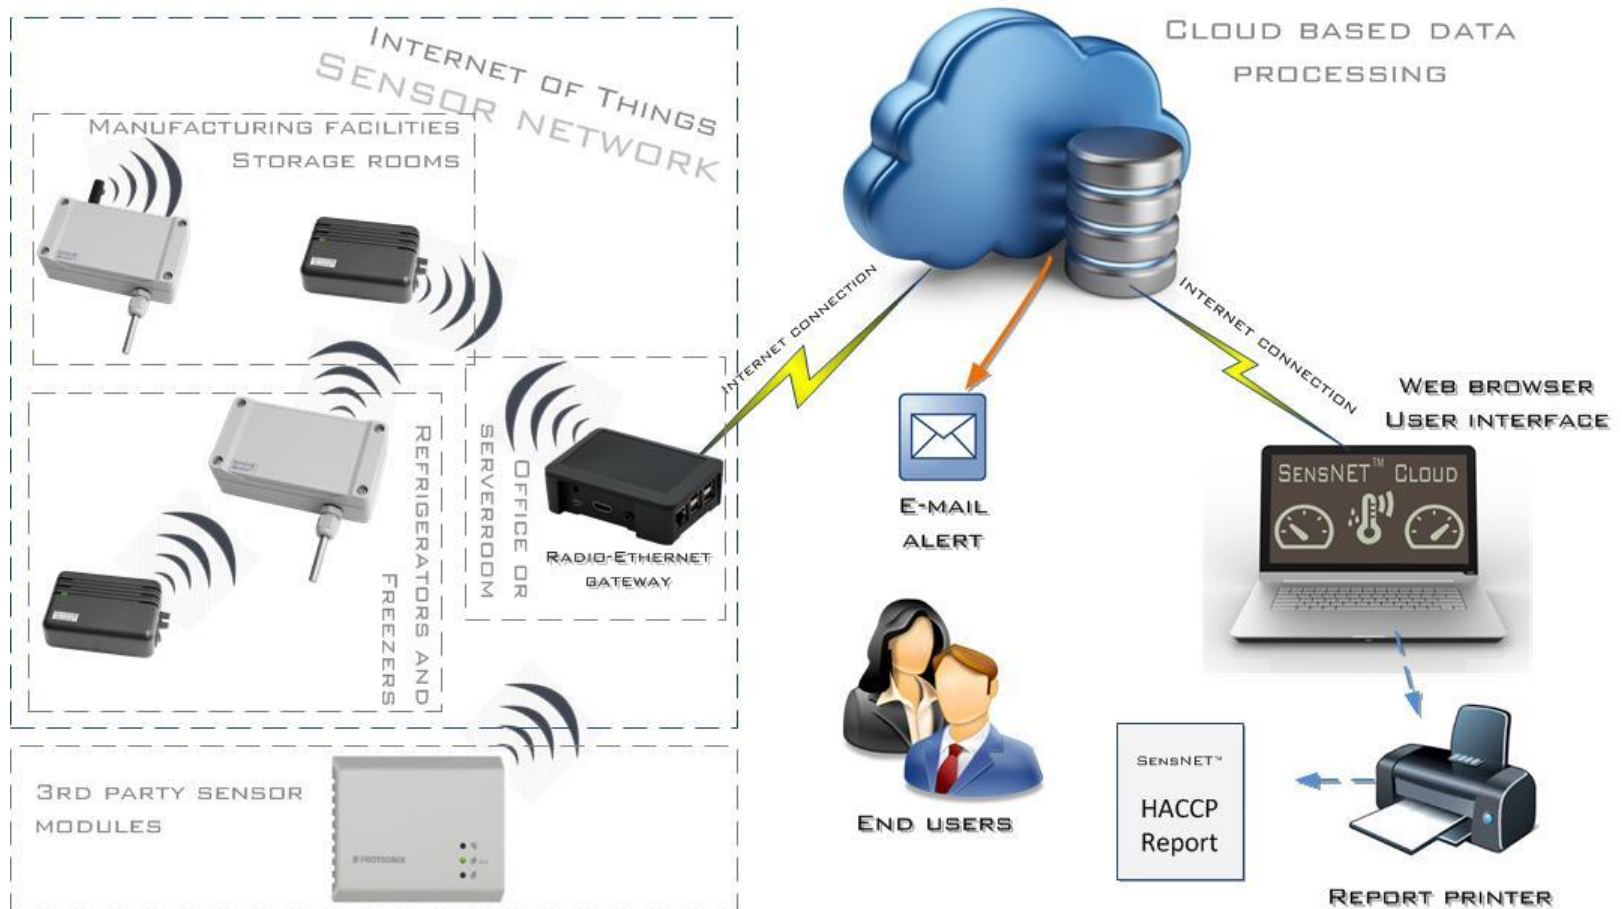 INTERNET OF THINGS
SENSOR NETWORK
MANUFACTURING FACILITIES
STORAGE ROOMS
REFRIGERATORS AND
FREEZERS
OFFICE OR
SERVERROOM
RADIO-ETHERNET
GATEWAY
3RD PARTY SENSOR
MODULES
INTERNET CONNECTION
CLOUD BASED DATA
PROCESSING
INTERNET CONNECTION
E-MAIL
ALERT
END USERS
WEB BROWSER
USER INTERFACE
SENSNET™ CLOUD
SENSNET™
HACCP
Report
REPORT PRINTER